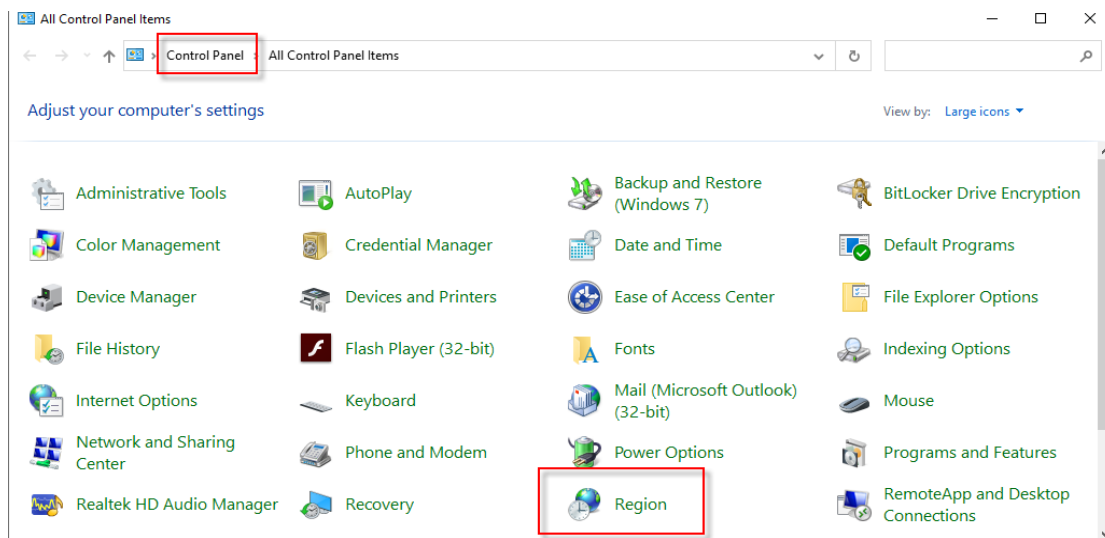 All Control Panel Items
Control Panel > All Control Panel Items
Adjust your computer's settings
View by: Large icons
Administrative Tools
AutoPlay
Backup and Restore
(Windows 7)
BitLocker Drive Encryption
Color Management
Credential Manager
Date and Time
Default Programs
Device Manager
Devices and Printers
Ease of Access Center
File Explorer Options
File History
Flash Player (32-bit)
Fonts
Indexing Options
Internet Options
Keyboard
Mail (Microsoft Outlook)
(32-bit)
Mouse
Network and Sharing
Center
Phone and Modem
Power Options
Programs and Features
Realtek HD Audio Manager
Recovery
Region
RemoteApp and Desktop
Connections